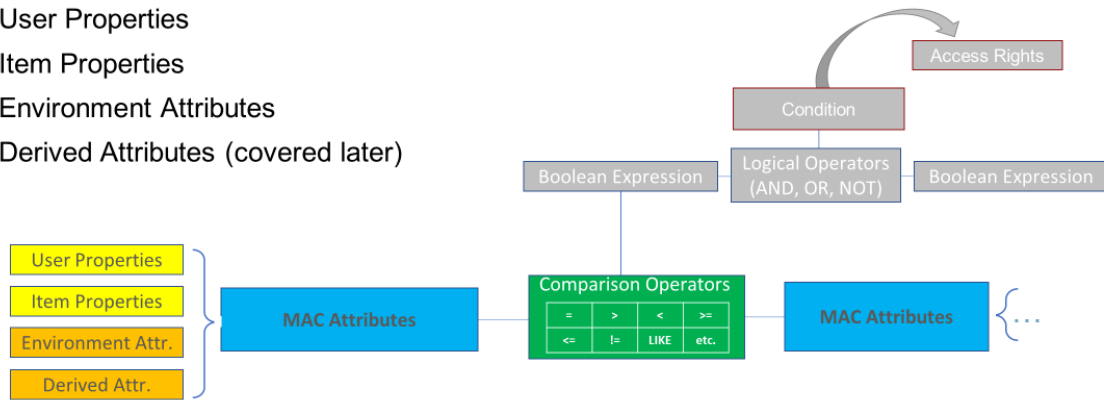 User Properties
Item Properties
Environment Attributes
Derived Attributes (covered later)
Access Rights
Condition
Boolean Expression
Logical Operators
(AND, OR, NOT)
Boolean Expression
User Properties
Item Properties
Environment Attr.
Derived Attr.
MAC Attributes
Comparison Operators
= > < >=
<= != LIKE etc.
MAC Attributes
...